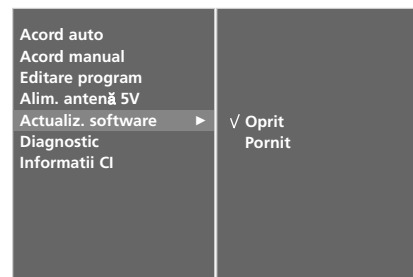 Acord auto
Acord manual
Editare program
Alim. antenă 5V
Actualiz. software ►
Diagnostic
Informatii CI
√ Oprit
Pornit